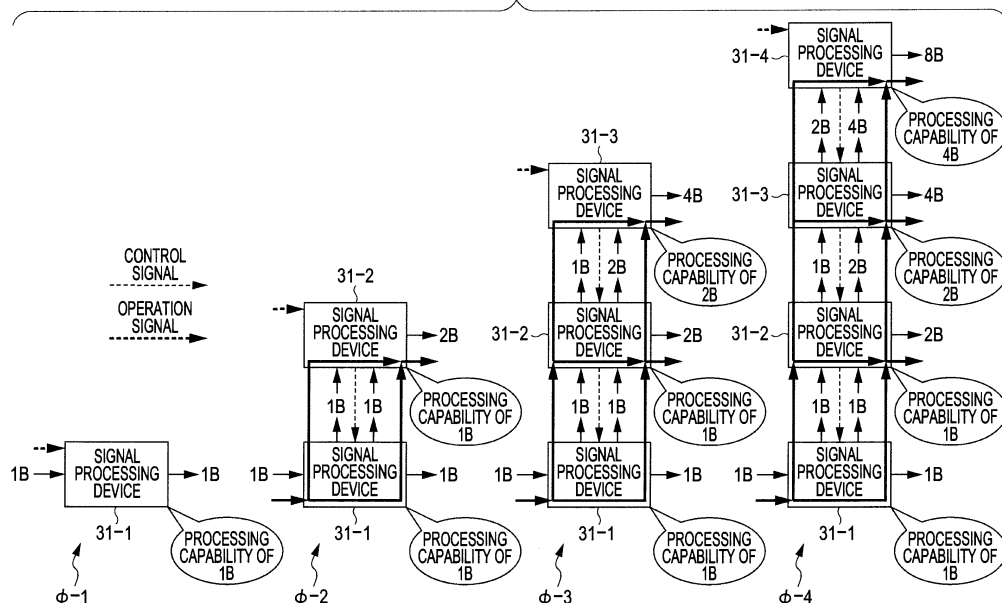 CONTROL
SIGNAL
OPERATION
SIGNAL
1B
SIGNAL
PROCESSING
DEVICE
1B
31-1
PROCESSING
CAPABILITY OF
1B
Φ-1
31-2
SIGNAL
PROCESSING
DEVICE
2B
PROCESSING
CAPABILITY OF
1B
1B
1B
1B
SIGNAL
PROCESSING
DEVICE
1B
31-1
PROCESSING
CAPABILITY OF
1B
Φ-2
31-3
SIGNAL
PROCESSING
DEVICE
4B
PROCESSING
CAPABILITY OF
2B
1B
2B
31-2
SIGNAL
PROCESSING
DEVICE
2B
PROCESSING
CAPABILITY OF
1B
1B
1B
1B
SIGNAL
PROCESSING
DEVICE
1B
31-1
PROCESSING
CAPABILITY OF
1B
Φ-3
31-4
SIGNAL
PROCESSING
DEVICE
8B
PROCESSING
CAPABILITY OF
4B
2B
4B
31-3
SIGNAL
PROCESSING
DEVICE
4B
PROCESSING
CAPABILITY OF
2B
1B
2B
31-2
SIGNAL
PROCESSING
DEVICE
2B
PROCESSING
CAPABILITY OF
1B
1B
1B
1B
SIGNAL
PROCESSING
DEVICE
1B
31-1
PROCESSING
CAPABILITY OF
1B
Φ-4